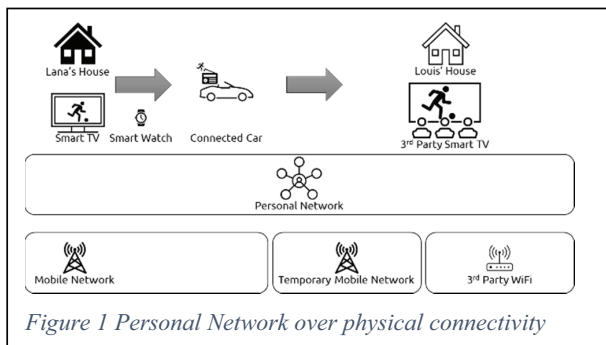 Lana's House
Louis' House
Smart TV
Smart Watch
Connected Car
3rd Party Smart TV
Personal Network
Mobile Network
Temporary Mobile Network
3rd Party WiFi
Figure 1 Personal Network over physical connectivity